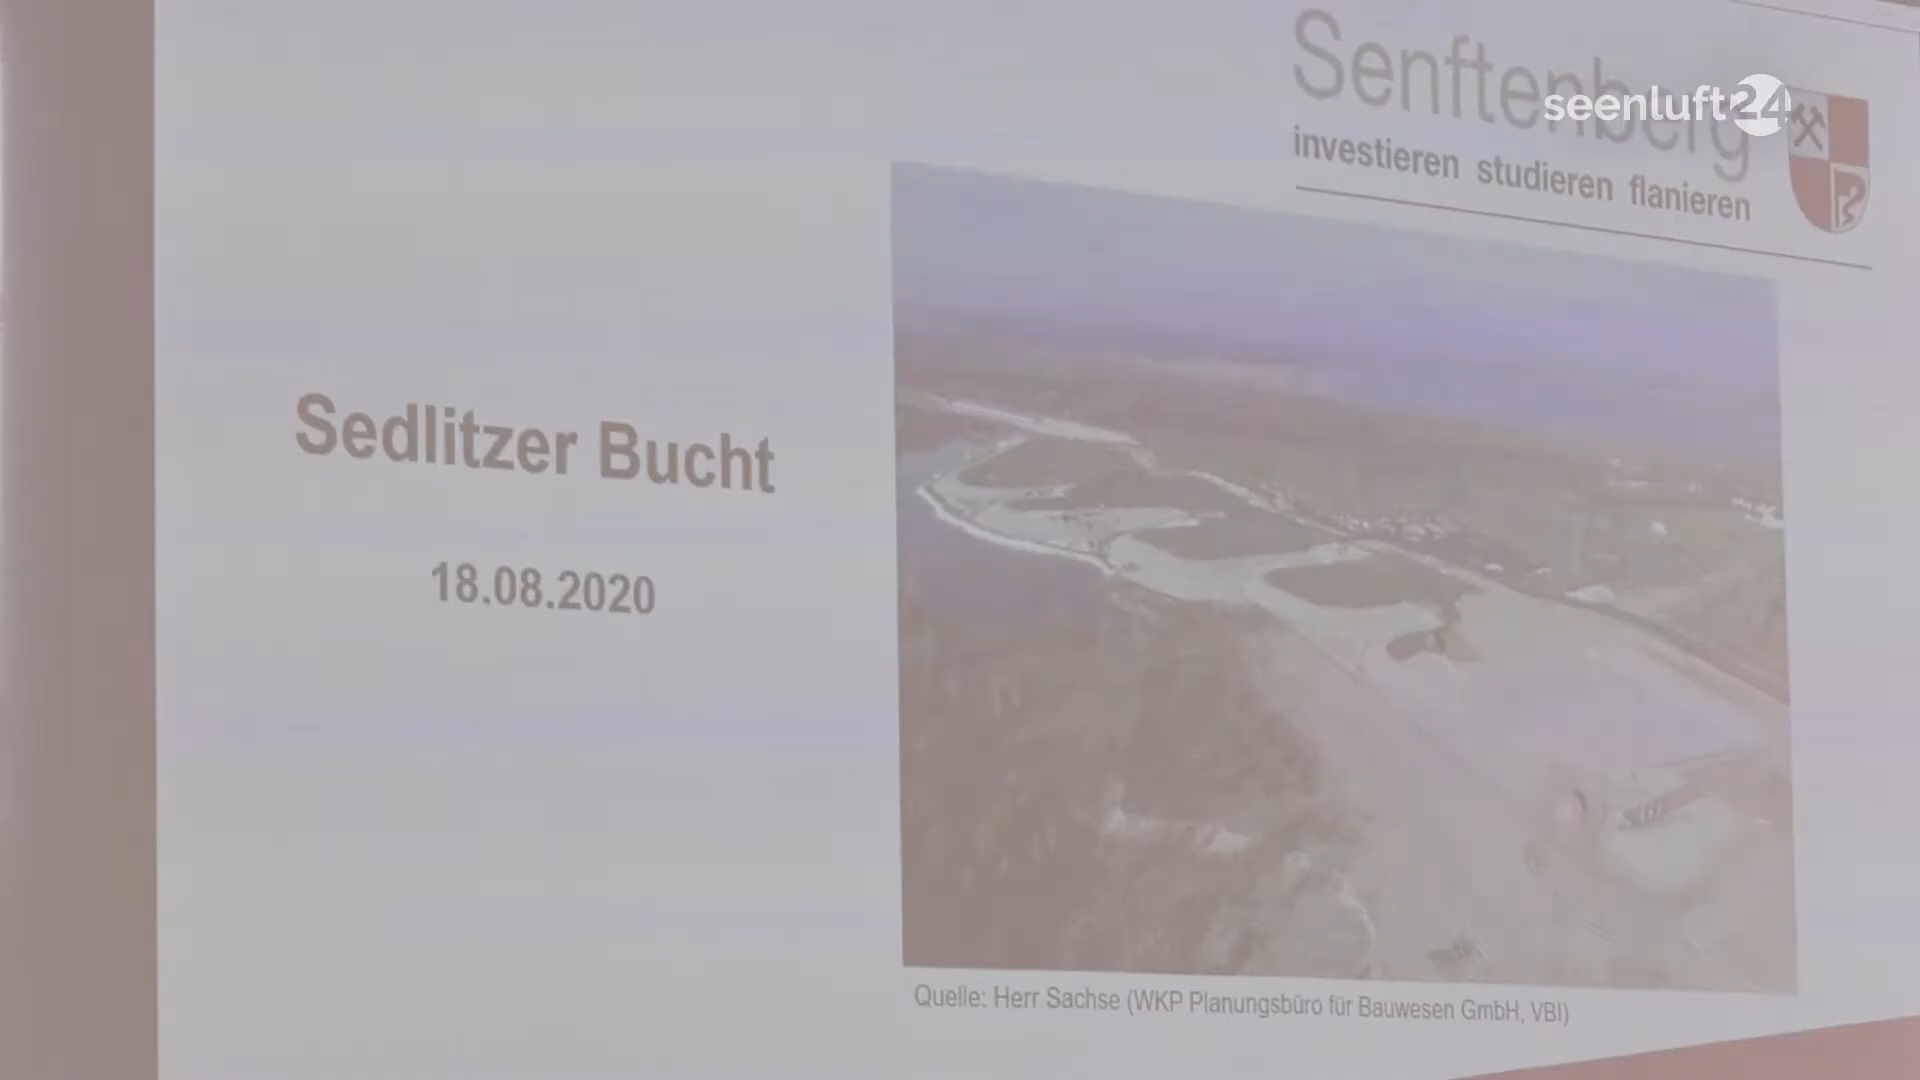 Senftenberg
seenluft24
investieren studieren flanieren
Sedlitzer Bucht
18.08.2020
Quelle: Herr Sachse (WKP Planungsbüro für Bauwesen GmbH, VBI)